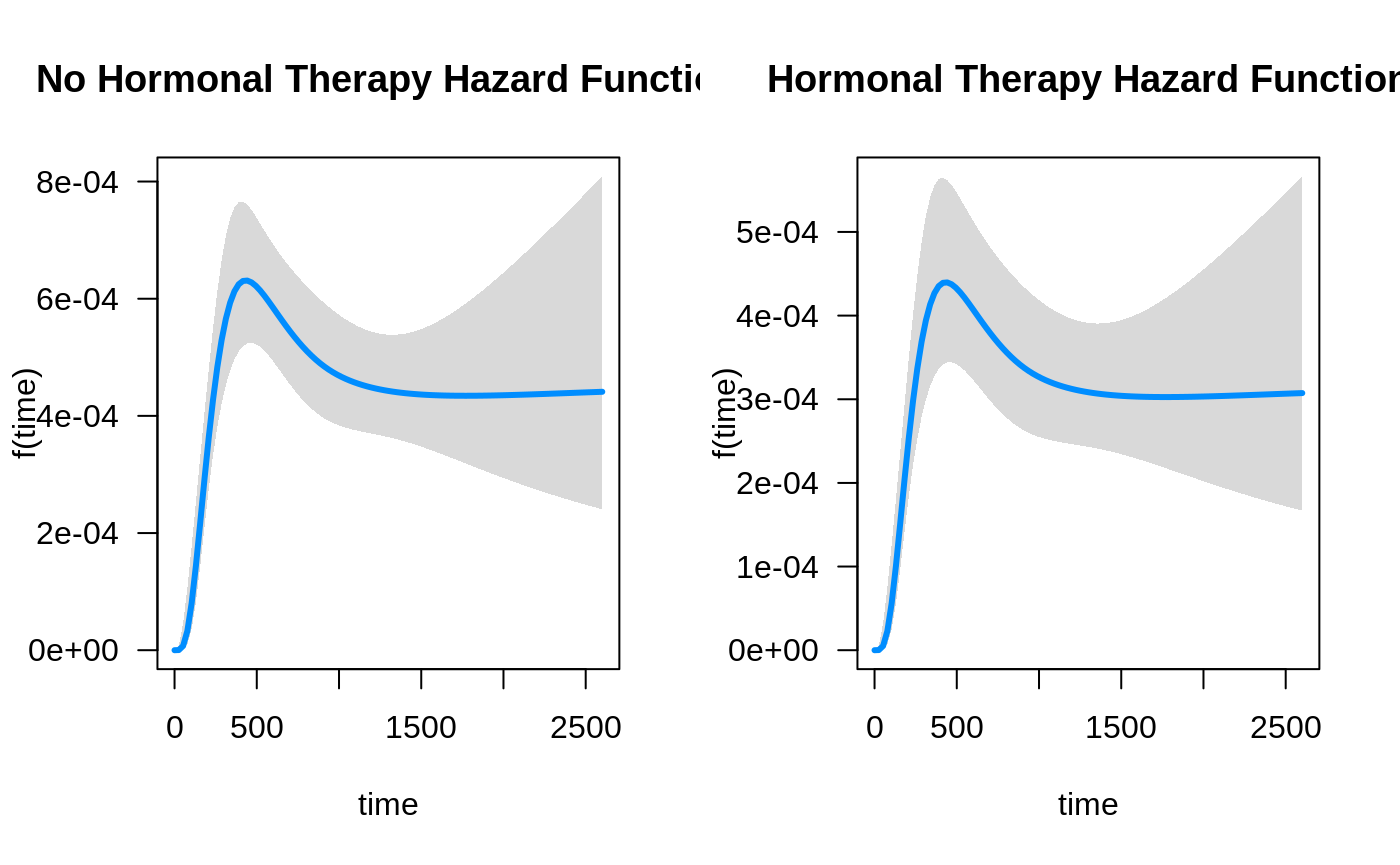 No Hormonal Therapy Hazard Functi
8e-04
6e-04
4e-04
2e-04
0e+00
f(time)
0 500 1500 2500
time
Hormonal Therapy Hazard Function
5e-04
4e-04
3e-04
2e-04
1e-04
0e+00
f(time)
0 500 1500 2500
time